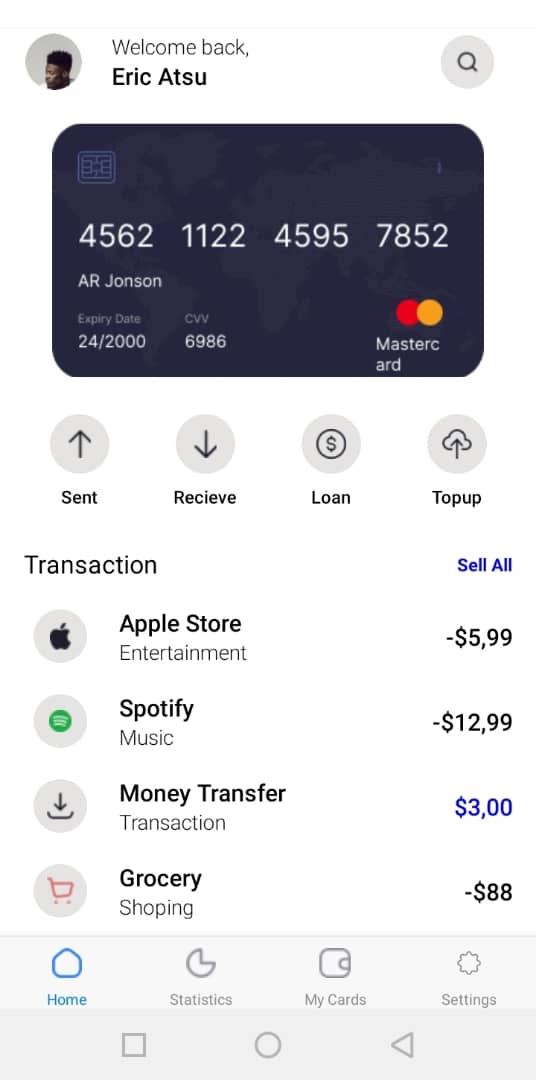 Welcome back,
Eric Atsu
4562 1122 4595 7852
AR Jonson
Expiry Date CVV
24/2000 6986
Masterc
ard
Sent Recieve Loan Topup
Transaction Sell All
Apple Store
Entertainment
-$5,99
Spotify
Music
-$12,99
Money Transfer
Transaction
$3,00
Grocery
Shoping
-$88
Home Statistics My Cards Settings